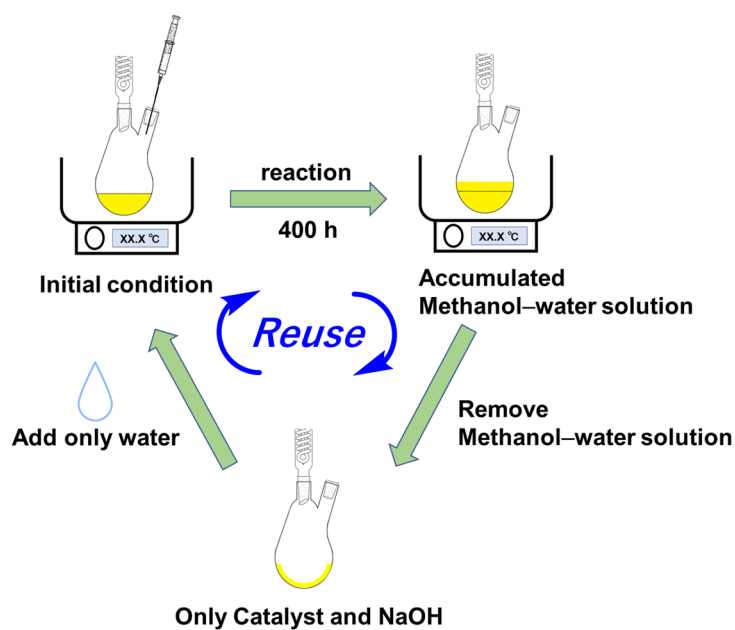 reaction
400 h
XX.X ℃
XX.X ℃
Initial condition
Accumulated
Methanol–water solution
Reuse
Remove
Methanol–water solution
Add only water
Only Catalyst and NaOH